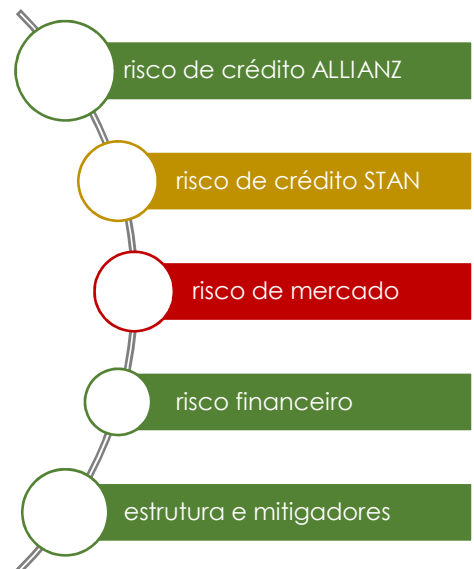 risco de crédito ALLIANZ
risco de crédito STAN
risco de mercado
risco financeiro
estrutura e mitigadores